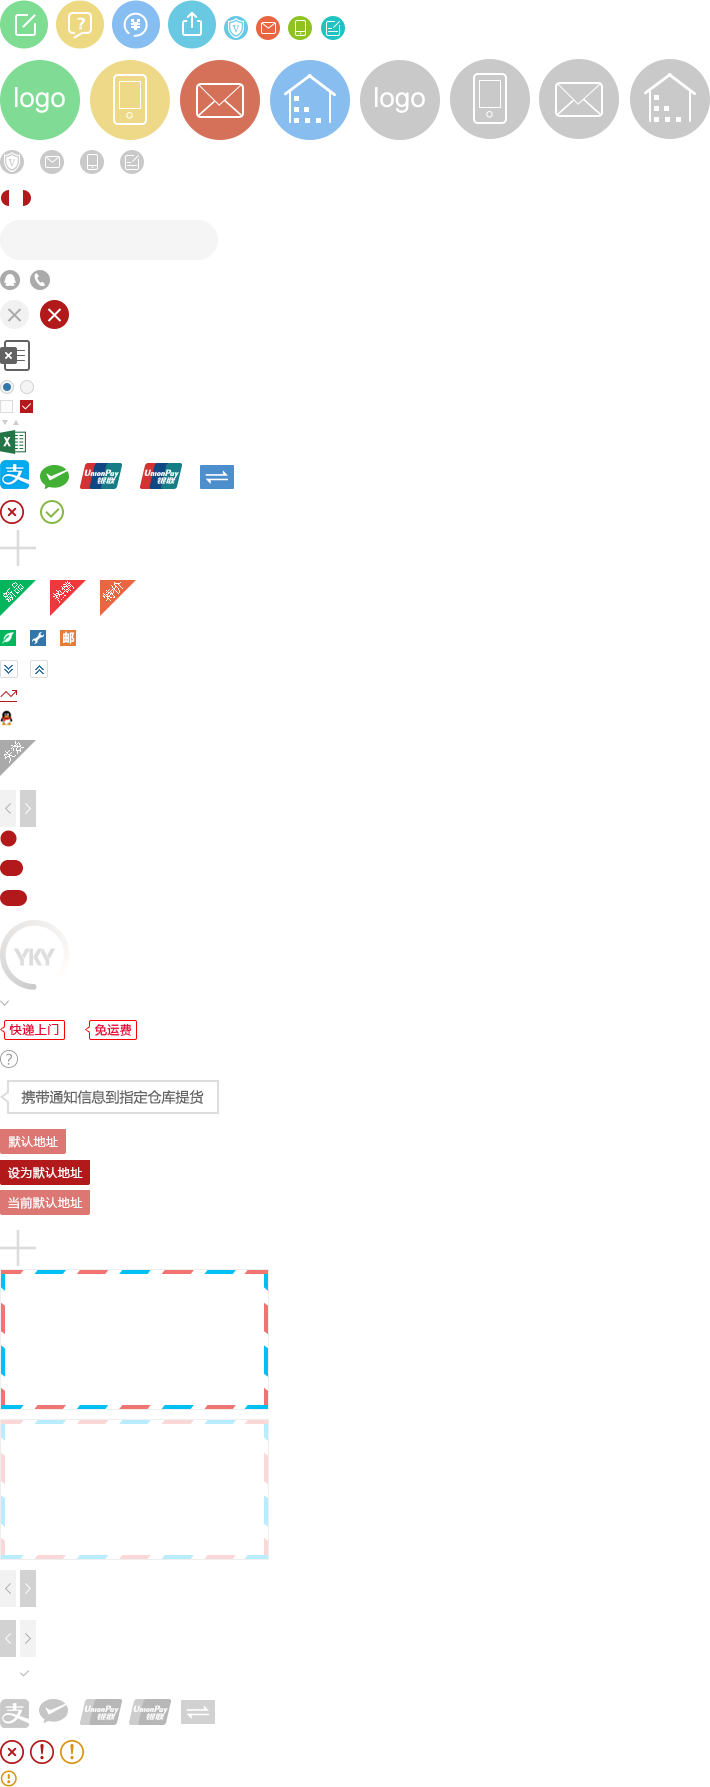 ?
¥
V
logo
logo
V
X
支
UnionPay 银联
UnionPay 银联
新品 热销 特价
邮
失效
YKY
快递上门 免运费
?
携带通知信息到指定仓库提货
默认地址
设为默认地址
当前默认地址
支
UnionPay 银联
UnionPay 银联
!
!
!